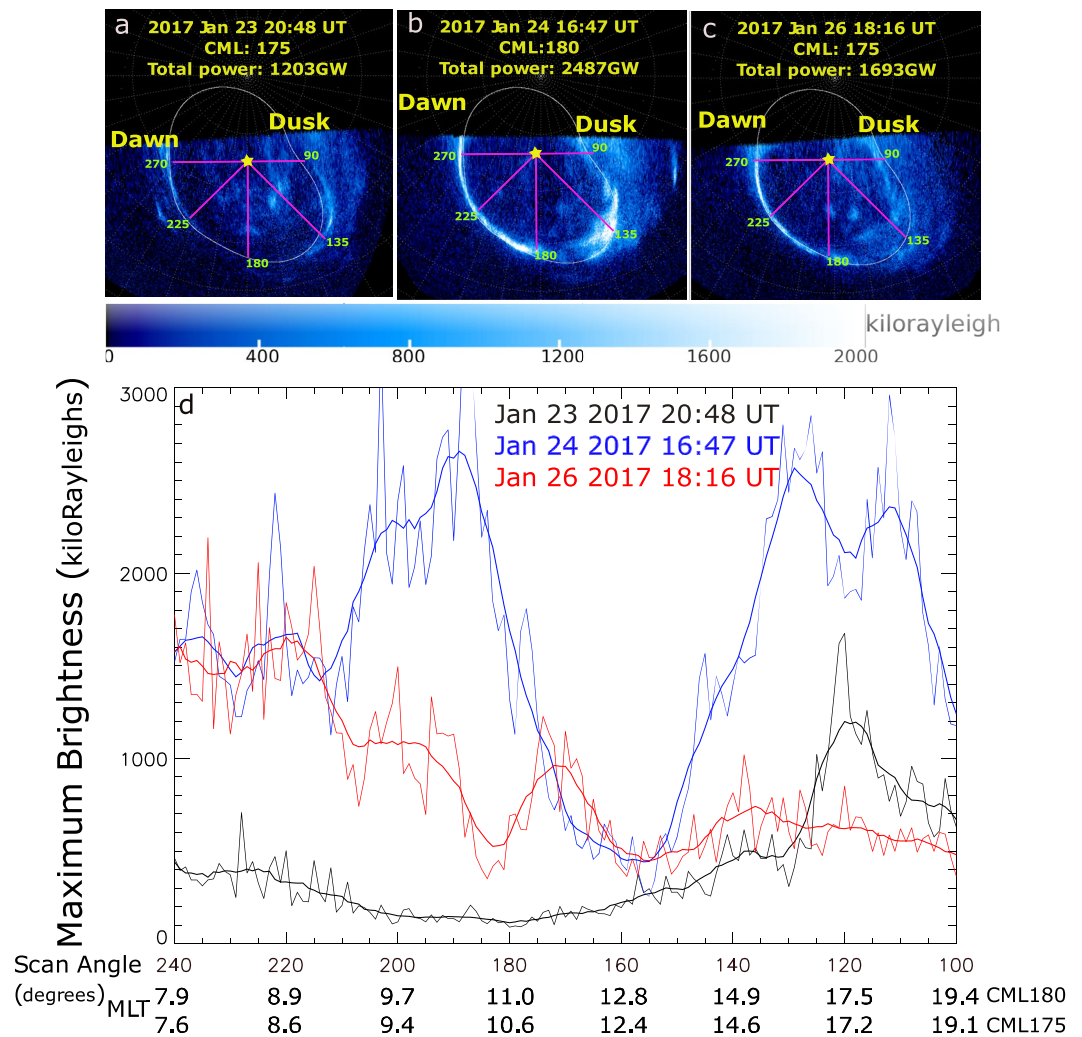 a
2017 Jan 23 20:48 UT
CML: 175
Total power: 1203GW
Dawn
Dusk
270
90
225
135
180
b
2017 Jan 24 16:47 UT
CML:180
Total power: 2487GW
Dawn
Dusk
270
90
225
135
180
c
2017 Jan 26 18:16 UT
CML: 175
Total power: 1693GW
Dawn
Dusk
270
90
225
135
180
kilorayleigh
0 400 800 1200 1600 2000
d
Jan 23 2017 20:48 UT
Jan 24 2017 16:47 UT
Jan 26 2017 18:16 UT
Maximum Brightness (kiloRayleighs)
3000
2000
1000
0
Scan Angle 240 220 200 180 160 140 120 100
(degrees) MLT 7.9 8.9 9.7 11.0 12.8 14.9 17.5 19.4 CML180
7.6 8.6 9.4 10.6 12.4 14.6 17.2 19.1 CML175